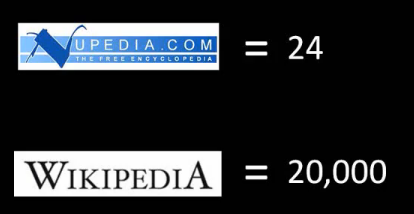 NUPEDIA.COM = 24
THE FREE ENCYCLOPEDIA
WIKIPEDIA = 20,000